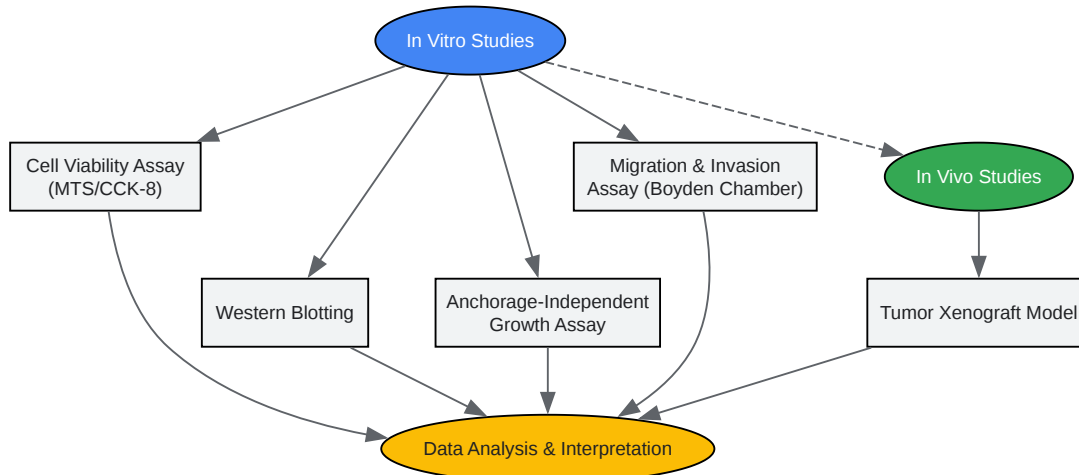 In Vitro Studies
Cell Viability Assay
(MTS/CCK-8)
Migration & Invasion
Assay (Boyden Chamber)
In Vivo Studies
Western Blotting
Anchorage-Independent
Growth Assay
Tumor Xenograft Model
Data Analysis & Interpretation